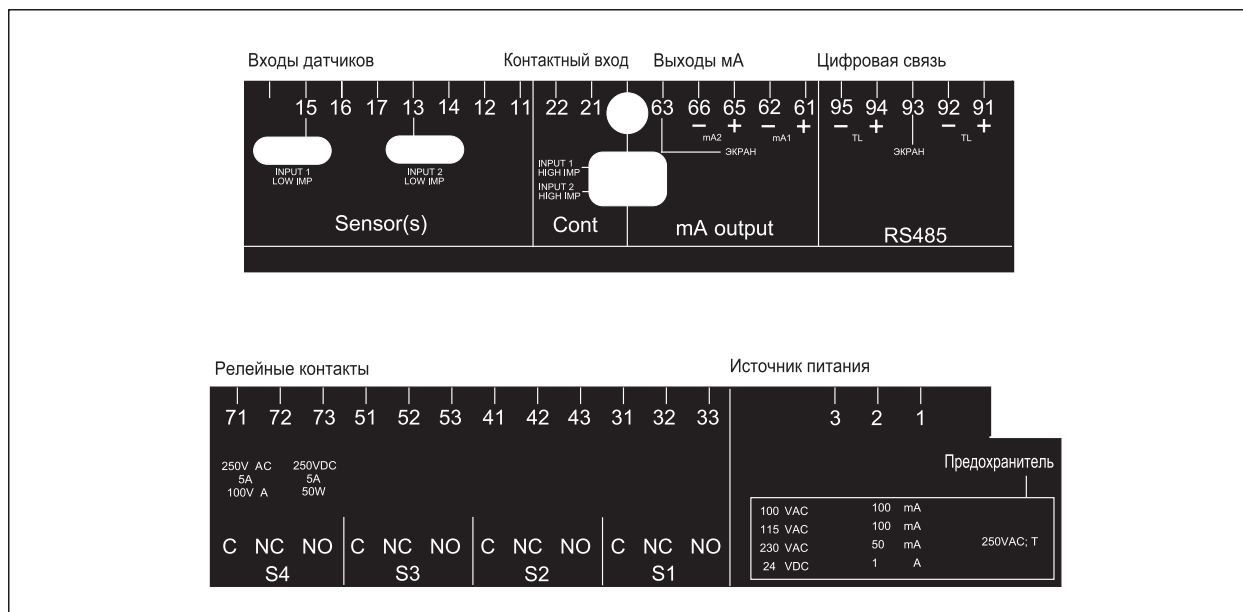 Входы датчиков Контактный вход Выходы мА Цифровая связь
15 16 17 13 14 12 11 22 21 63 66 65 62 61 95 94 93 92 91
− + − + − + − +
mA2 mA1 TL TL
ЭКРАН ЭКРАН
INPUT 1
LOW IMP
INPUT 2
LOW IMP
INPUT 1
HIGH IMP
INPUT 2
HIGH IMP
Sensor(s) Cont mA output RS485
Релейные контакты Источник питания
71 72 73 51 52 53 41 42 43 31 32 33 3 2 1
Предохранитель
250V AC 250VDC
5A 5A
100V A 50W
100 VAC 100 mA
115 VAC 100 mA
230 VAC 50 mA 250VAC; T
24 VDC 1 A
C NC NO C NC NO C NC NO C NC NO
S4 S3 S2 S1